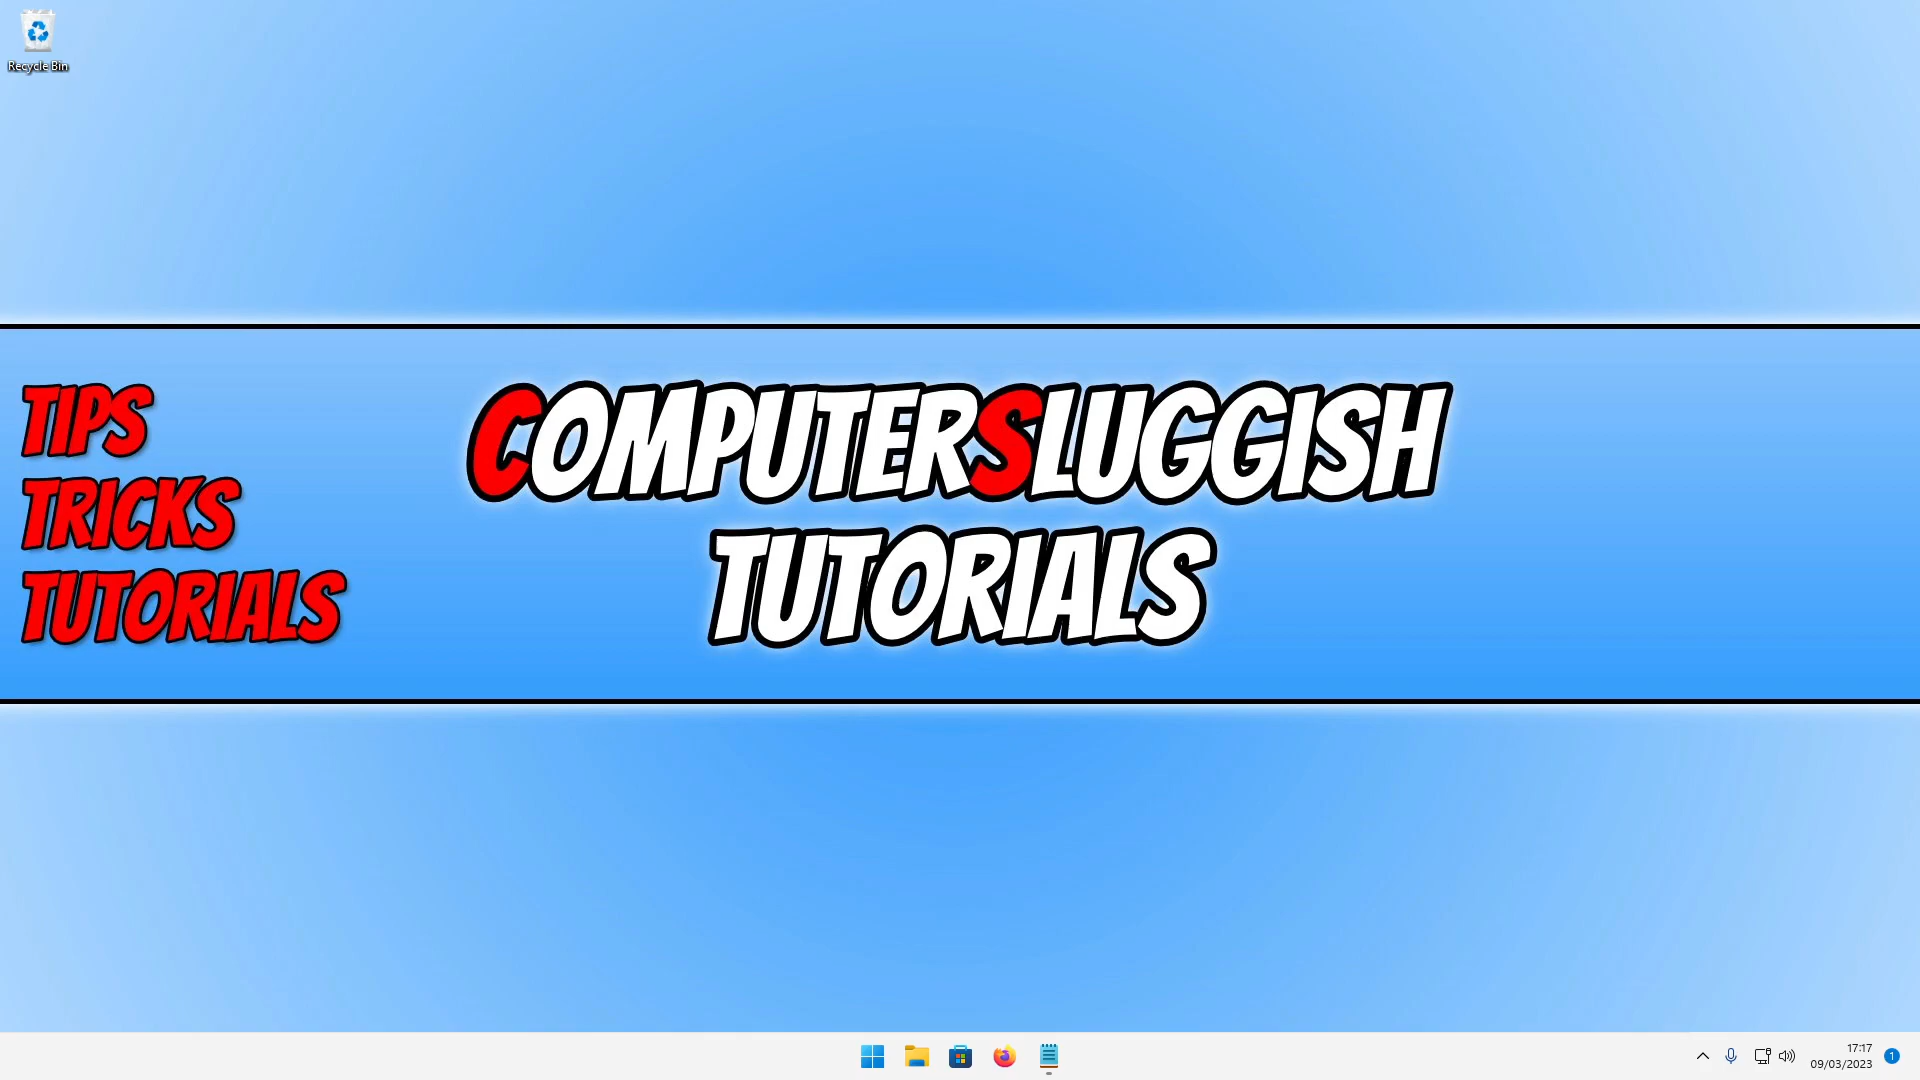 Recycle Bin
TIPS
TRICKS
TUTORIALS
COMPUTERSLUGGISH
TUTORIALS
17:17
09/03/2023
1